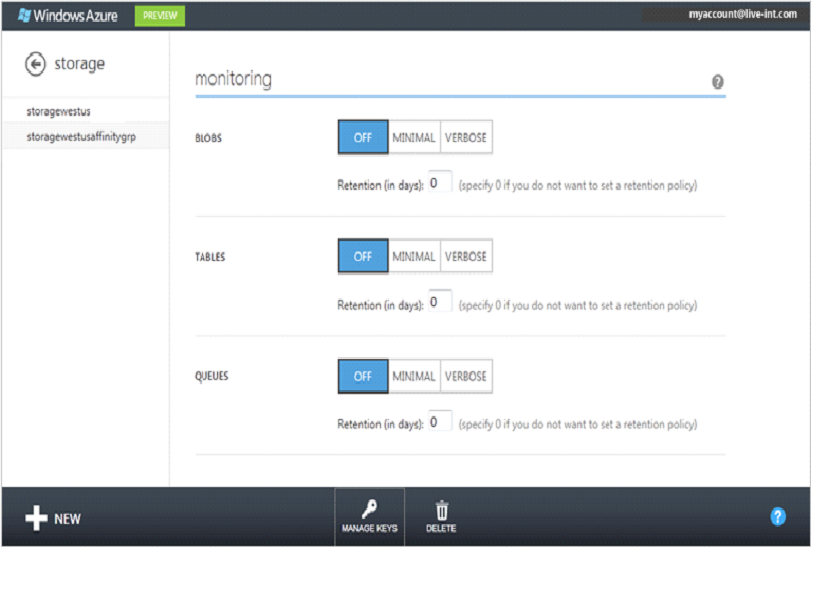 Windows Azure PREVIEW myaccount@live-int.com
storage
storagewestus
storagewestusaffinitygrp
monitoring ?
BLOBS OFF MINIMAL VERBOSE
Retention (in days): 0 (specify 0 if you do not want to set a retention policy)
TABLES OFF MINIMAL VERBOSE
Retention (in days): 0 (specify 0 if you do not want to set a retention policy)
QUEUES OFF MINIMAL VERBOSE
Retention (in days): 0 (specify 0 if you do not want to set a retention policy)
NEW MANAGE KEYS DELETE ?